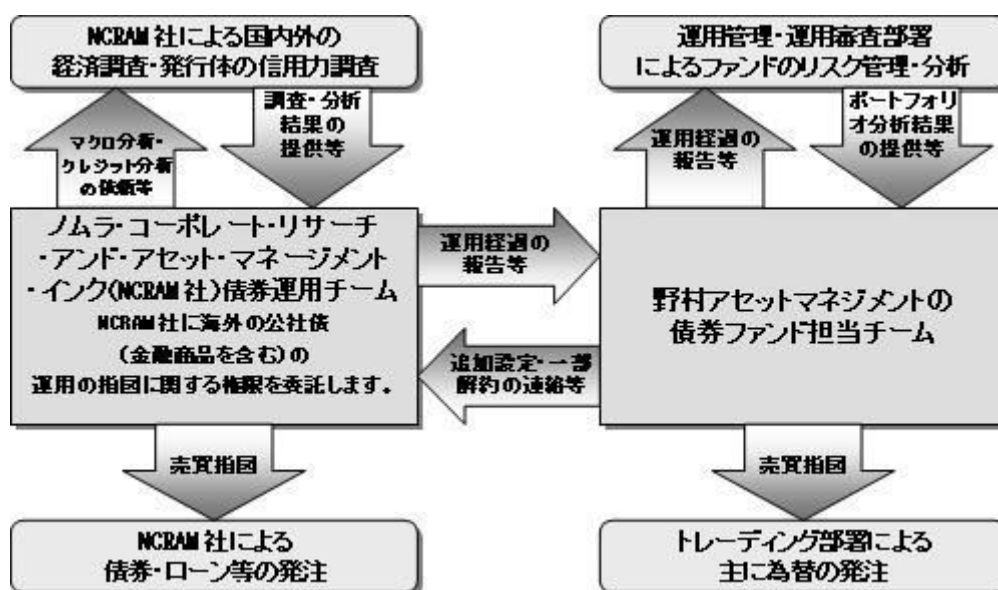 NCRAM社による国内外の
経済調査・発行体の信用力調査
運用管理・運用審査部署
によるファンドのリスク管理・分析
マクロ分析・
クレジット分析
の依頼等
調査・分析
結果の
提供等
運用経過の
報告等
ポートフォリ
オ分析結果
の提供等
ノムラ・コーポレート・リサーチ
・アンド・アセット・マネージメント
・インク(NCRAM社)債券運用チーム
NCRAM社に海外の公社債
(金融商品を含む)の
運用の指図に関する権限を委託します。
運用経過の
報告等
追加設定・一部
解約の連絡等
野村アセットマネジメントの
債券ファンド担当チーム
売買指図
売買指図
NCRAM社による
債券・ローン等の発注
トレーディング部署による
主に為替の発注